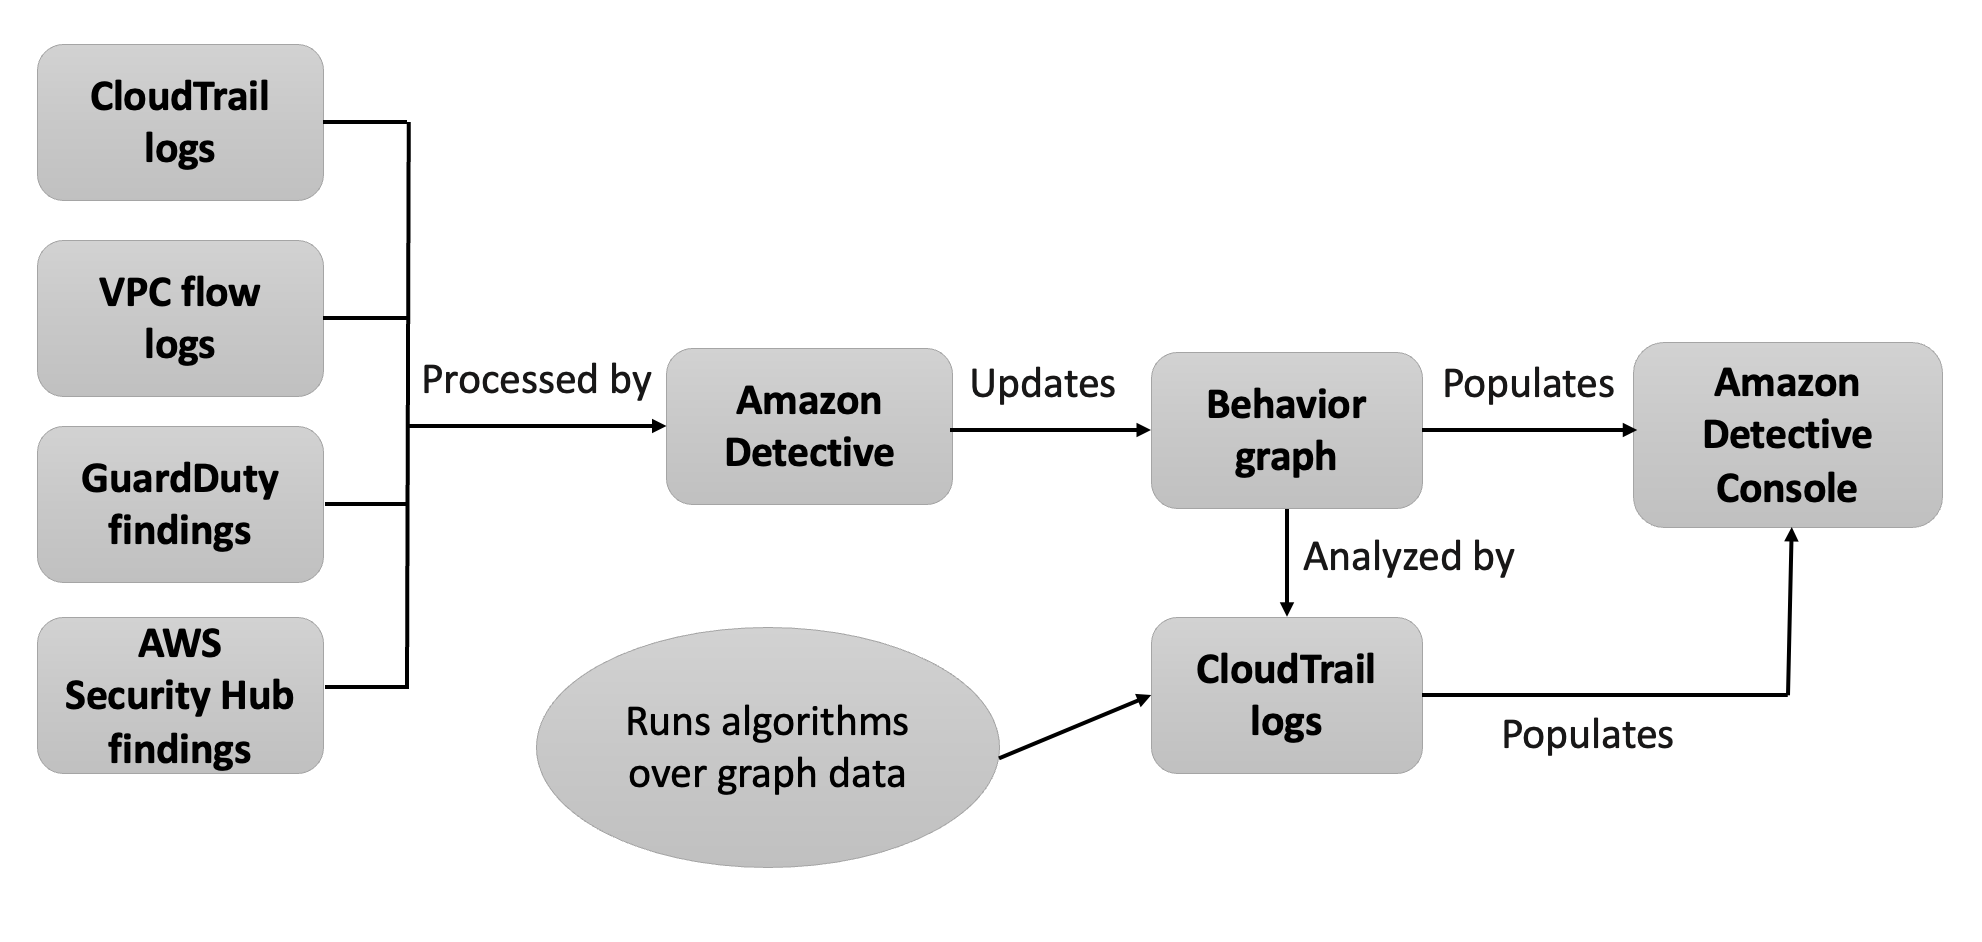 CloudTrail
logs
VPC flow
logs
GuardDuty
findings
AWS
Security Hub
findings
Processed by
Amazon
Detective
Updates
Behavior
graph
Populates
Amazon
Detective
Console
Analyzed by
Runs algorithms
over graph data
CloudTrail
logs
Populates